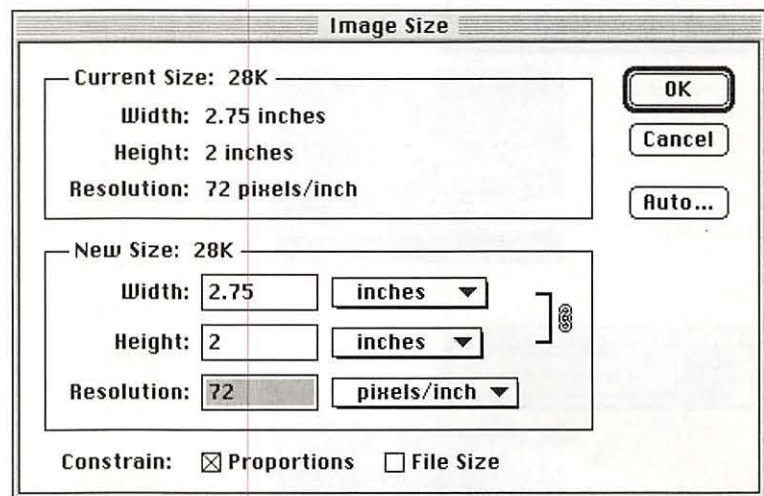 Image Size
Current Size: 28K
Width: 2.75 inches
Height: 2 inches
Resolution: 72 pixels/inch
OK
Cancel
Auto...
New Size: 28K
Width: 2.75 inches
Height: 2 inches
Resolution: 72 pixels/inch
Constrain: Proportions File Size